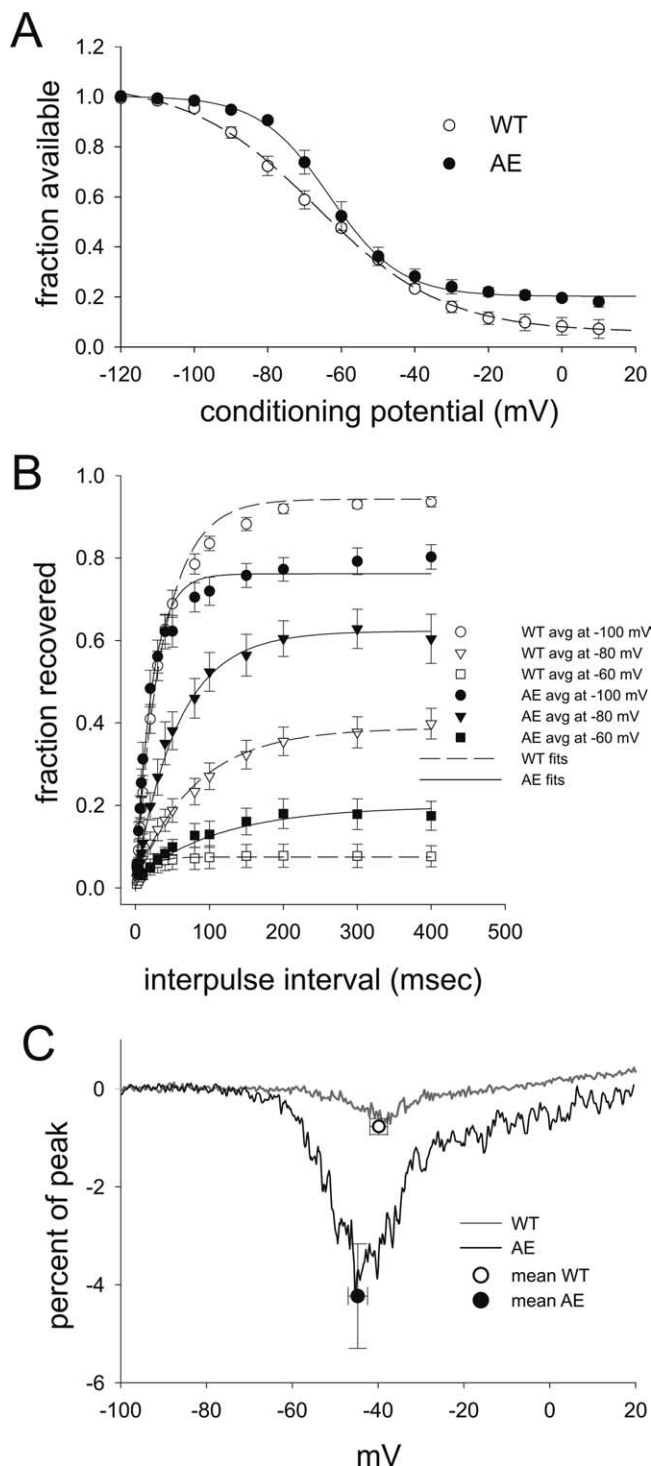 A
fraction available
1.0
0.8
0.6
0.4
0.2
0.0
WT
AE
-120 -100 -80 -60 -40 -20 0 20
conditioning potential (mV)
B
fraction recovered
1.0
0.8
0.6
0.4
0.2
0.0
WT avg at -100 mV
WT avg at -80 mV
WT avg at -60 mV
AE avg at -100 mV
AE avg at -80 mV
AE avg at -60 mV
WT fits
AE fits
0 100 200 300 400 500
interpulse interval (msec)
C
percent of peak
0
-2
-4
-6
WT
AE
mean WT
mean AE
-100 -80 -60 -40 -20 0 20
mV